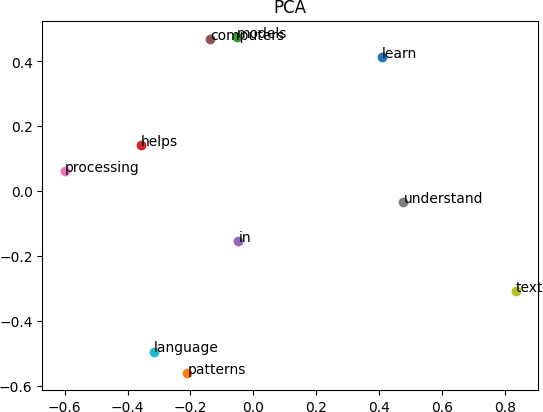 PCA
computers
models
learn
0.4
0.2
helps
processing
0.0
understand
in
−0.2
text
language
−0.4
patterns
−0.6
−0.6 −0.4 −0.2 0.0 0.2 0.4 0.6 0.8